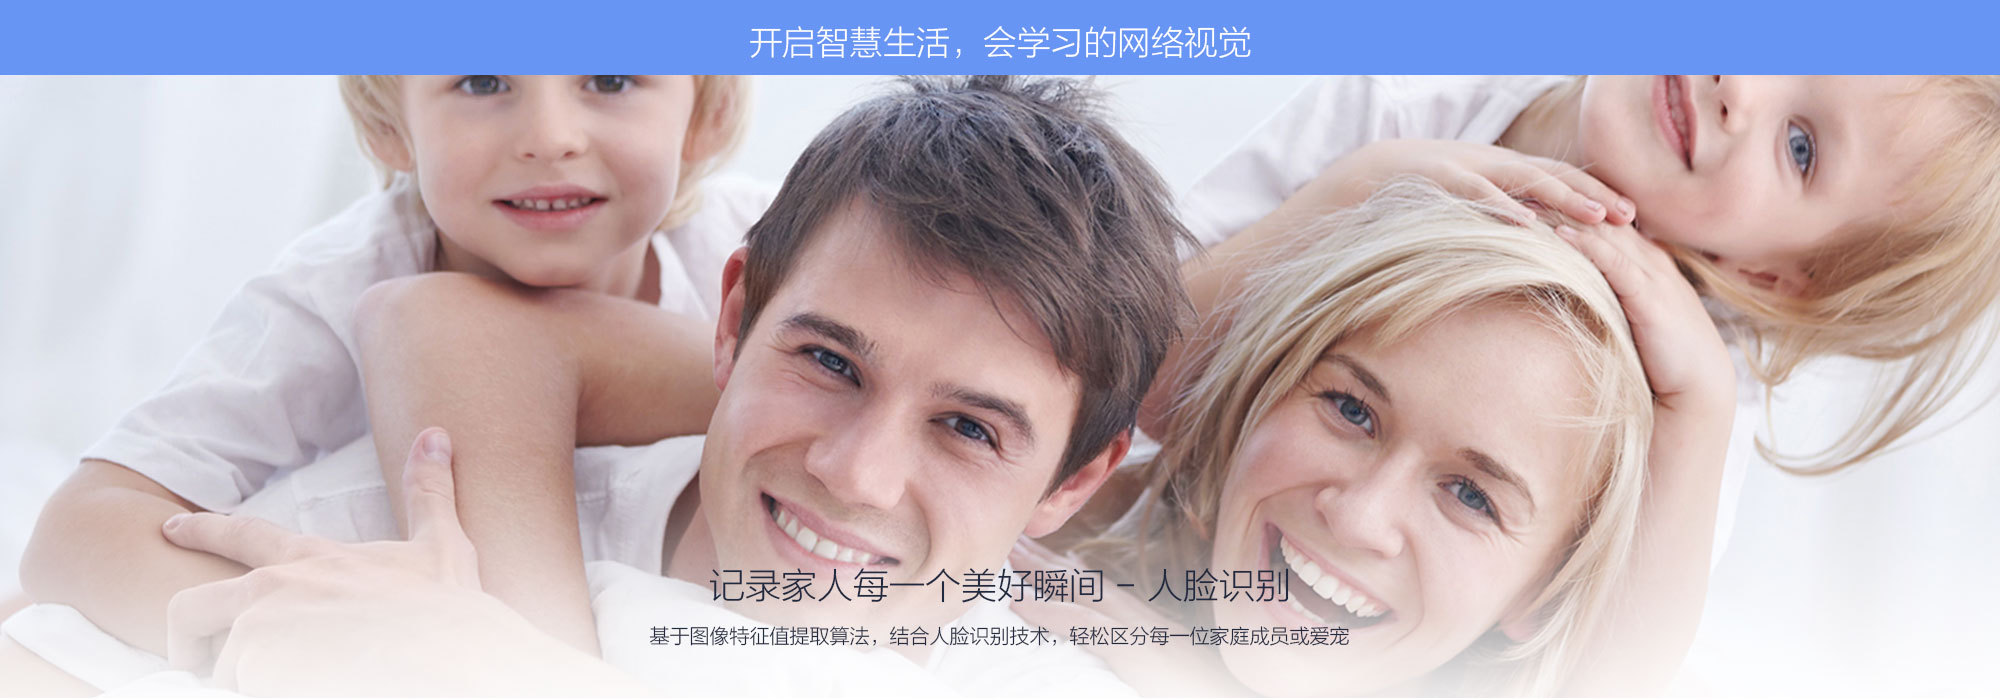 开启智慧生活，会学习的网络视觉
记录家人每一个美好瞬间 - 人脸识别
基于图像特征值提取算法，结合人脸识别技术，轻松区分每一位家庭成员或爱宠